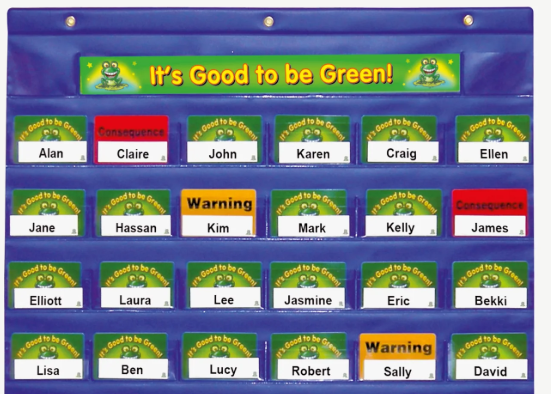 It's Good to be Green!
It's Good to be Green! Consequence It's Good to be Green! It's Good to be Green! It's Good to be Green! It's Good to be Green!
Alan Claire John Karen Craig Ellen
It's Good to be Green! It's Good to be Green! Warning It's Good to be Green! It's Good to be Green! Consequence
Jane Hassan Kim Mark Kelly James
It's Good to be Green! It's Good to be Green! It's Good to be Green! It's Good to be Green! It's Good to be Green! It's Good to be Green!
Elliott Laura Lee Jasmine Eric Bekki
It's Good to be Green! It's Good to be Green! It's Good to be Green! It's Good to be Green! Warning It's Good to be Green!
Lisa Ben Lucy Robert Sally David